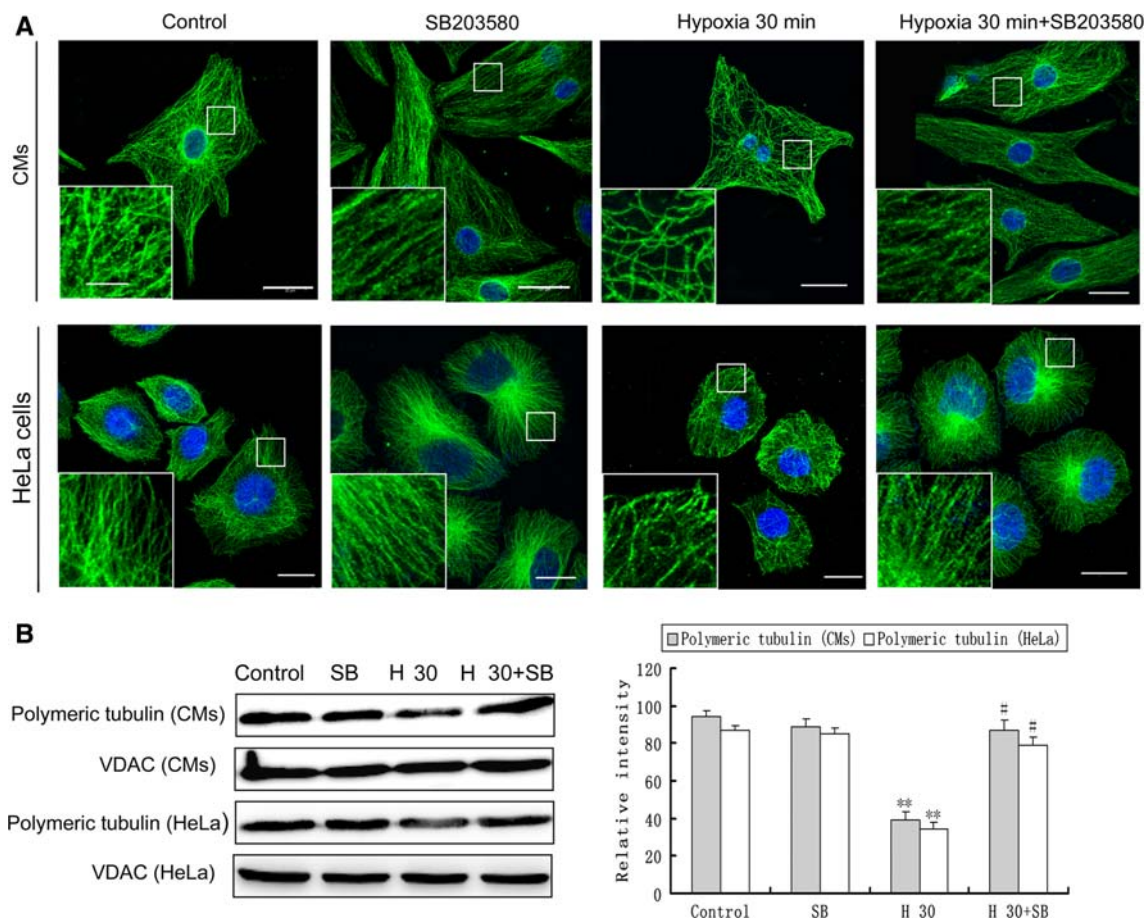 A
Control SB203580 Hypoxia 30 min Hypoxia 30 min+SB203580
CMs
HeLa cells
B
Control SB H 30 H 30+SB
Polymeric tubulin (CMs)
VDAC (CMs)
Polymeric tubulin (HeLa)
VDAC (HeLa)
Polymeric tubulin (CMs) Polymeric tubulin (HeLa)
Relative intensity
120
100
80
60
40
20
0
** **
# #
Control SB H 30 H 30+SB